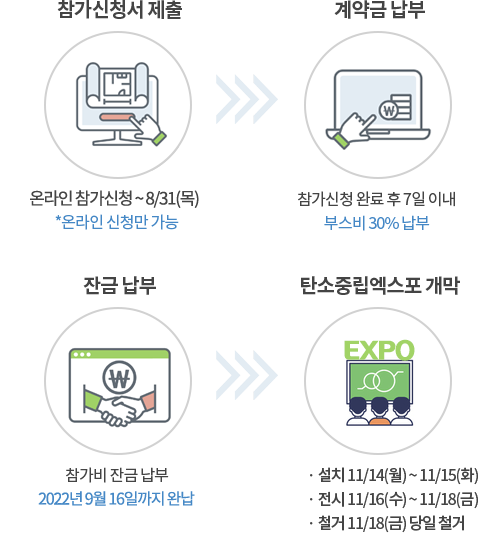 참가신청서 제출
계약금 납부
₩
온라인 참가신청 ~ 8/31(목)
*온라인 신청만 가능
참가신청 완료 후 7일 이내
부스비 30% 납부
잔금 납부
탄소중립엑스포 개막
₩
EXPO
참가비 잔금 납부
2022년 9월 16일까지 완납
· 설치 11/14(월) ~ 11/15(화)
· 전시 11/16(수) ~ 11/18(금)
· 철거 11/18(금) 당일 철거